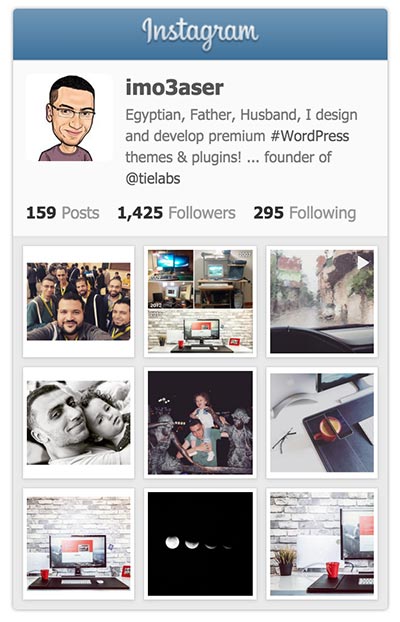 Instagram
imo3aser
Egyptian, Father, Husband, I design
and develop premium #WordPress
themes & plugins! ... founder of
@tielabs
159 Posts 1,425 Followers 295 Following